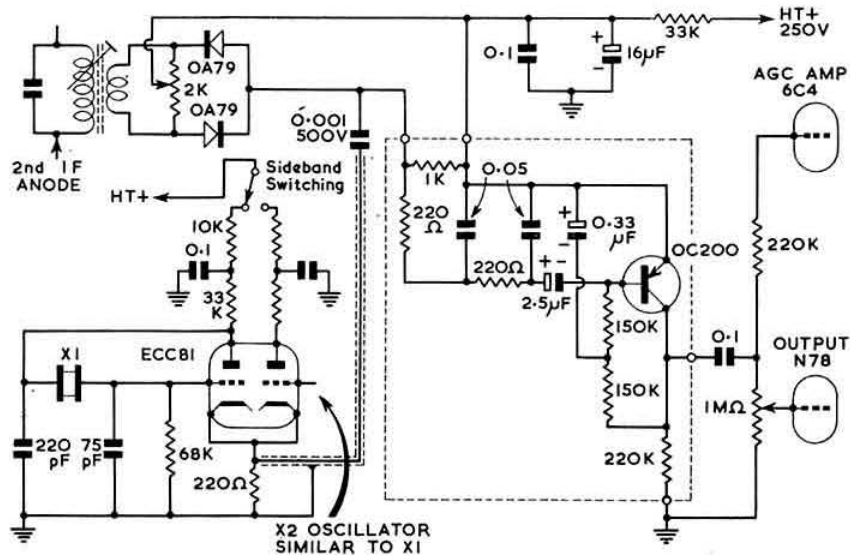 HT+
250V
33K
0.1
+
16µF
-
AGC AMP
6C4
OA79
2K
OA79
0.001
500V
2nd IF
ANODE
Sideband
Switching
HT+
1K
0.05
220
Ω
+
0.33
µF
-
OC200
220K
10K
0.1
220Ω
+ -
2.5µF
33
K
150K
0.1
OUTPUT
N78
ECC81
X1
150K
1MΩ
220
pF
75
pF
68K
220K
220Ω
X2 OSCILLATOR
SIMILAR TO X1